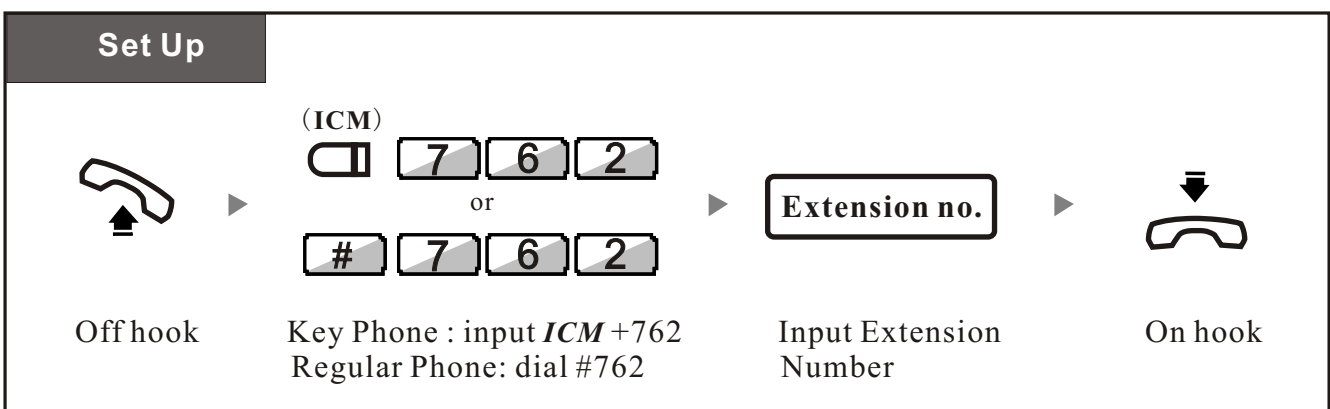 Set Up
(ICM)
7 6 2
or
# 7 6 2
Extension no.
Off hook
Key Phone : input ICM +762
Regular Phone: dial #762
Input Extension
Number
On hook